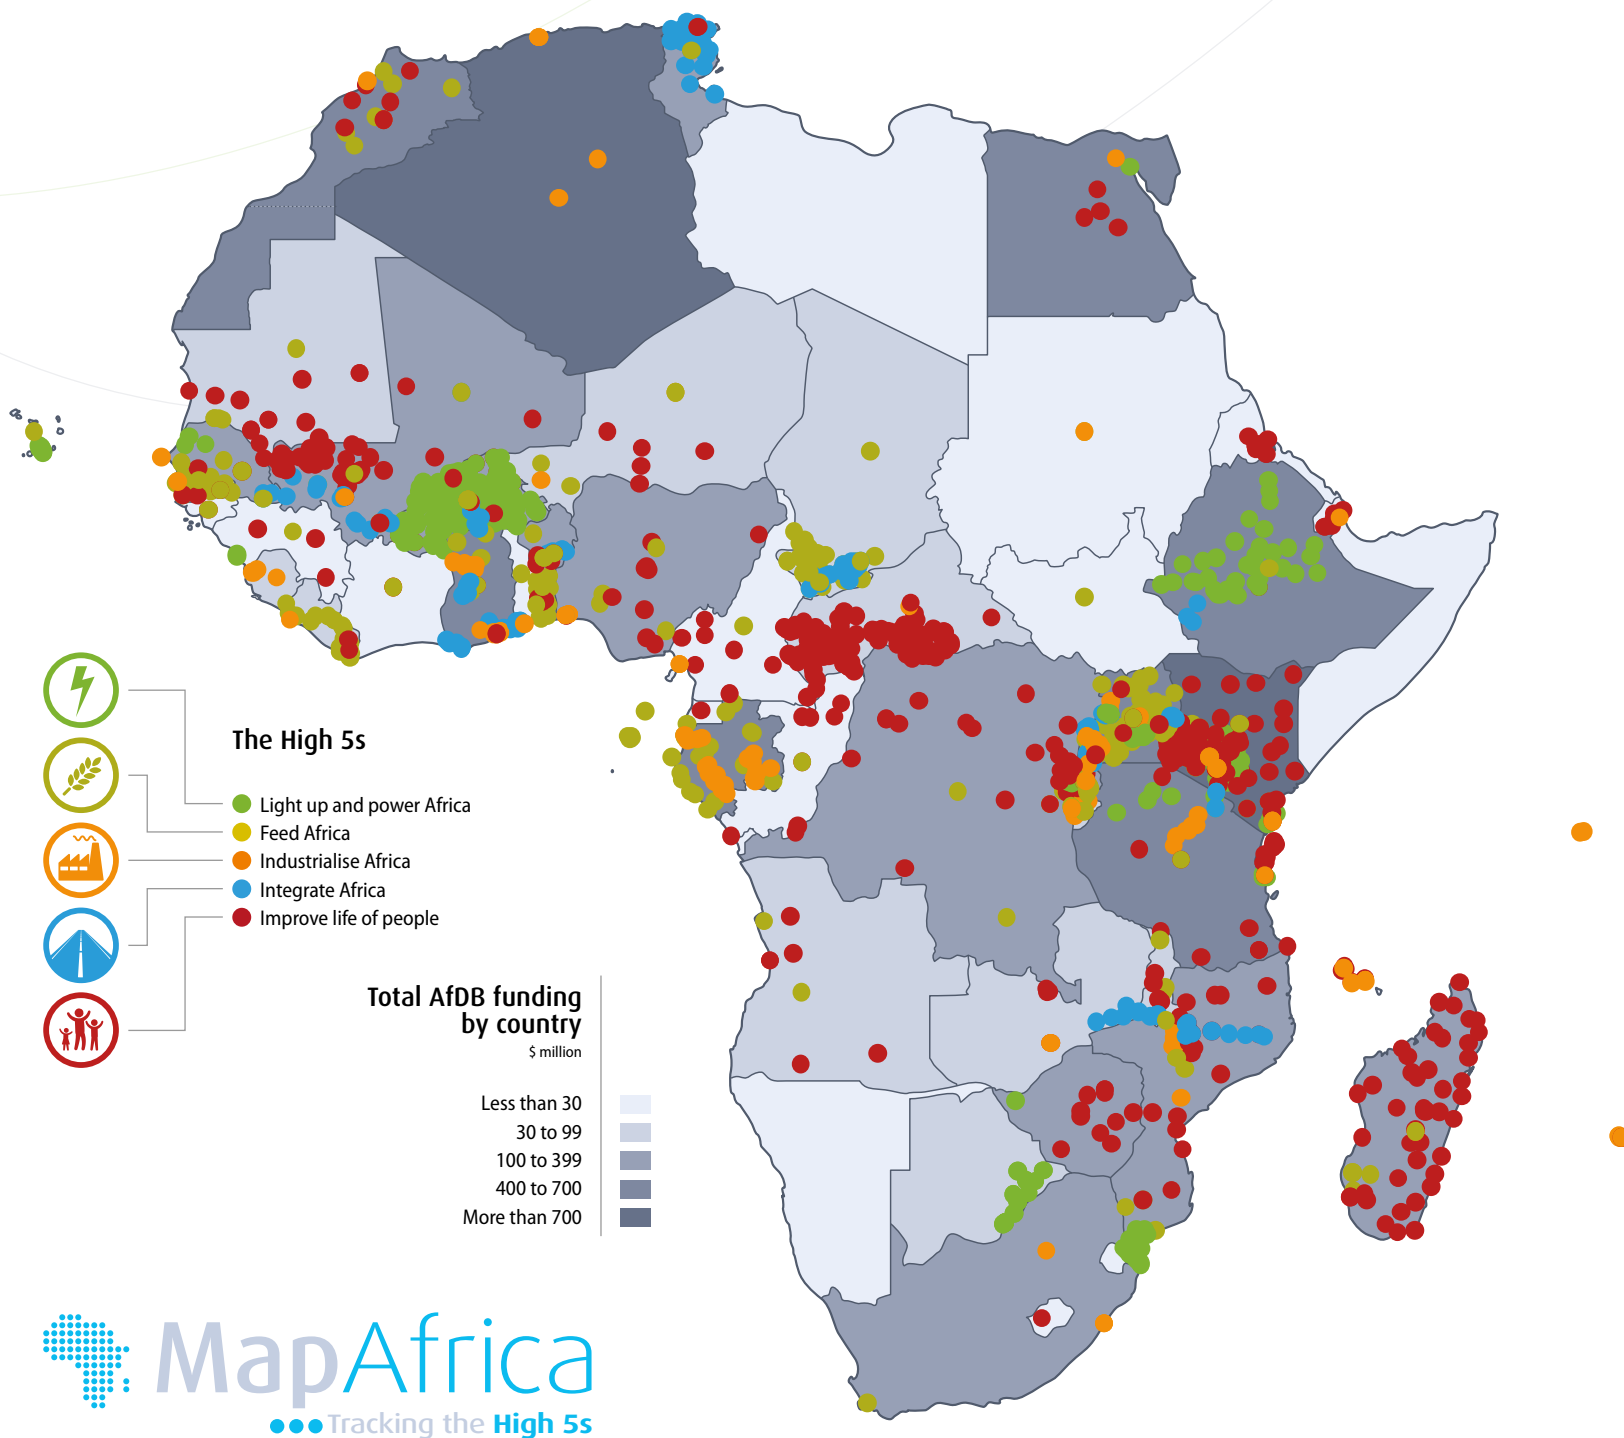 The High 5s
Light up and power Africa
Feed Africa
Industrialise Africa
Integrate Africa
Improve life of people
Total AfDB funding
by country
$ million
Less than 30
30 to 99
100 to 399
400 to 700
More than 700
MapAfrica
Tracking the High 5s